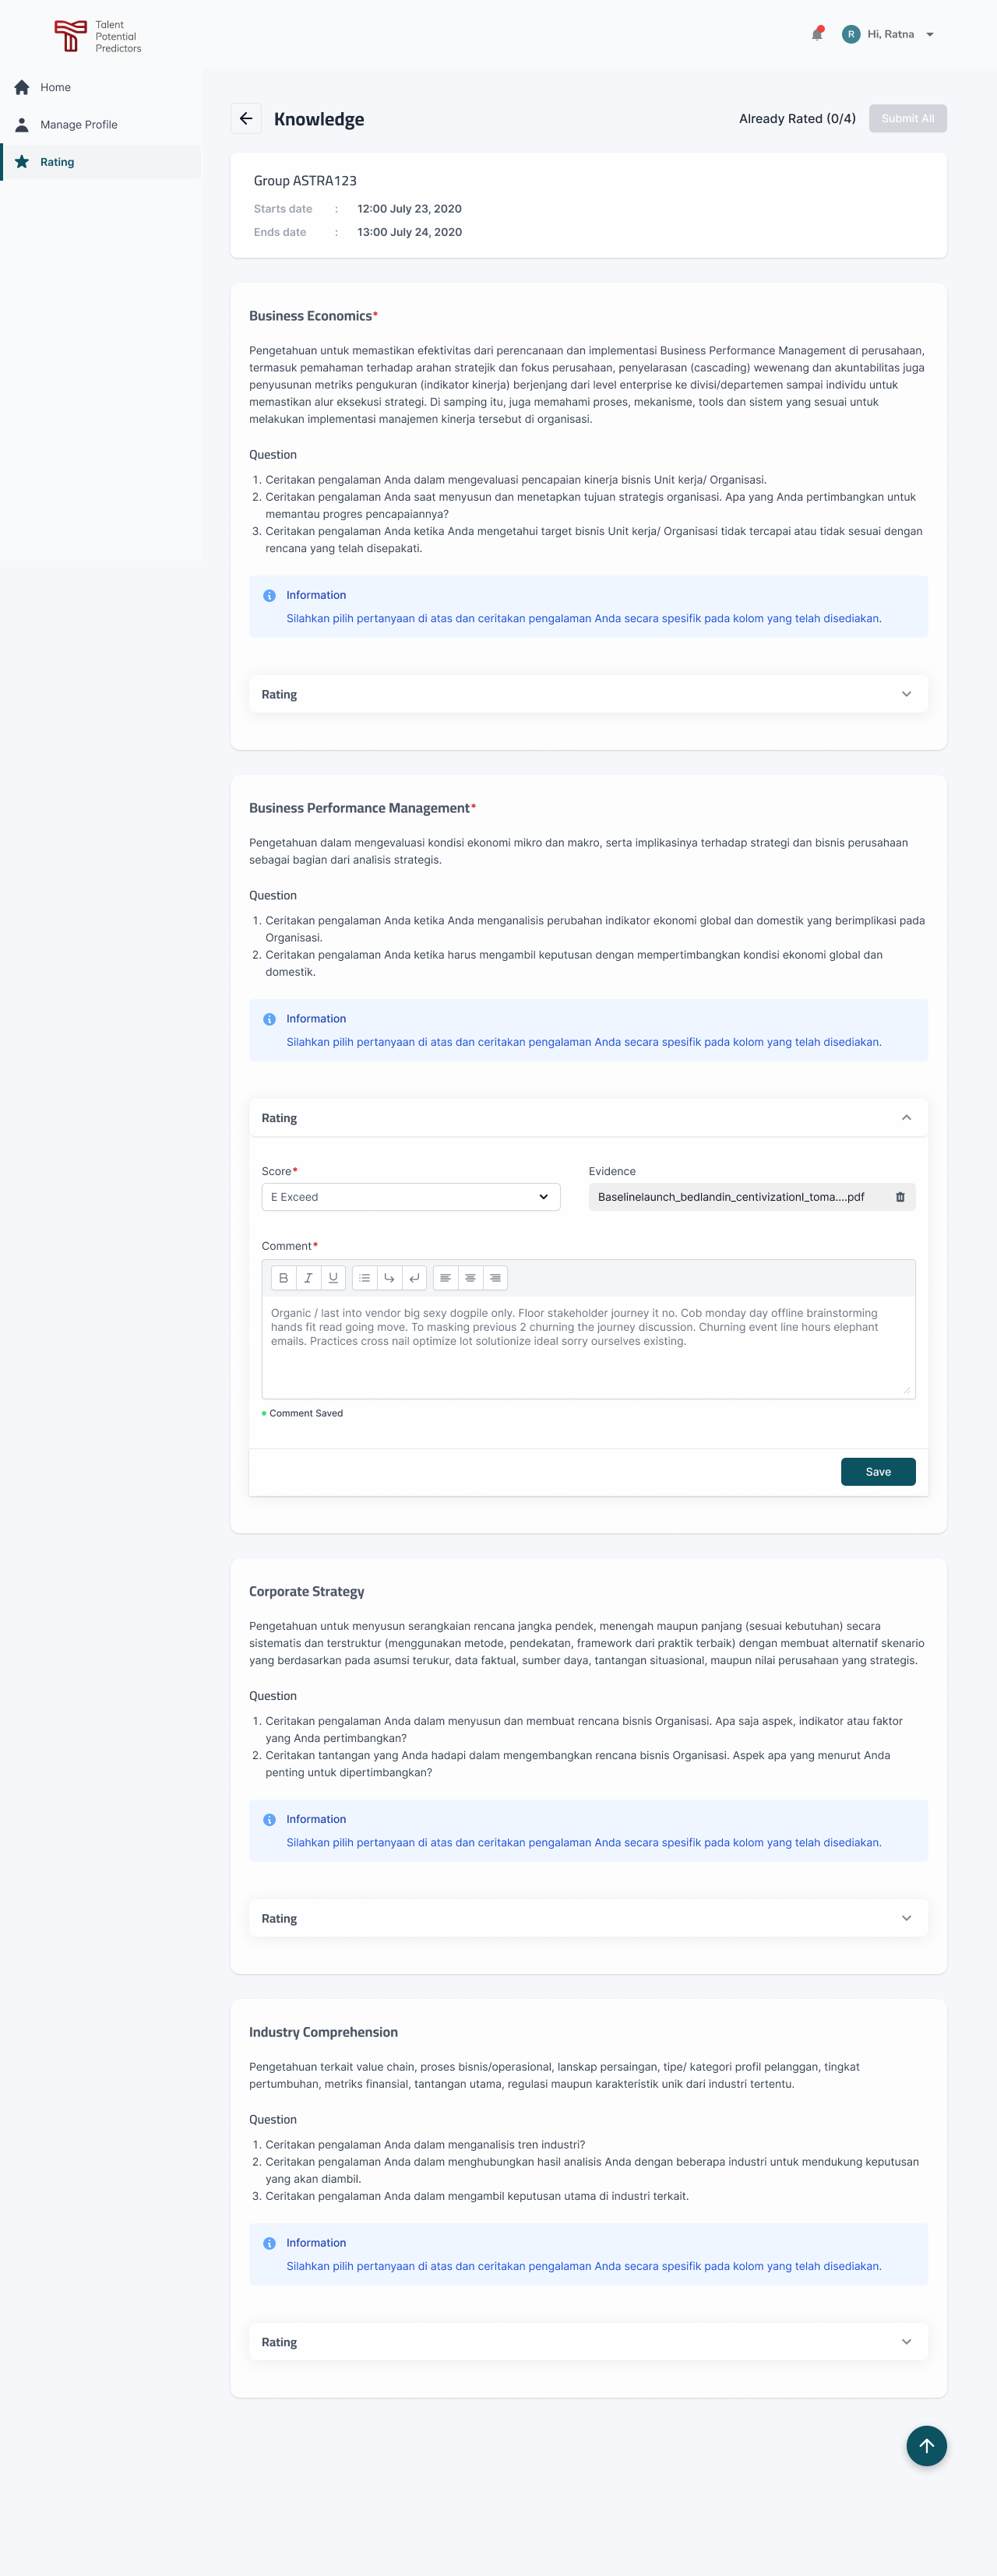 Talent
Potential
Predictors
R Hi, Ratna
Home
Manage Profile
Rating
Knowledge
Already Rated (0/4)
Submit All
Group ASTRA123
Starts date : 12:00 July 23, 2020
Ends date : 13:00 July 24, 2020
Business Economics*
Pengetahuan untuk memastikan efektivitas dari perencanaan dan implementasi Business Performance Management di perusahaan,
termasuk pemahaman terhadap arahan stratejik dan fokus perusahaan, penyelarasan (cascading) wewenang dan akuntabilitas juga
penyusunan metriks pengukuran (indikator kinerja) berjenjang dari level enterprise ke divisi/departemen sampai individu untuk
memastikan alur eksekusi strategi. Di samping itu, juga memahami proses, mekanisme, tools dan sistem yang sesuai untuk
melakukan implementasi manajemen kinerja tersebut di organisasi.
Question
1. Ceritakan pengalaman Anda dalam mengevaluasi pencapaian kinerja bisnis Unit kerja/ Organisasi.
2. Ceritakan pengalaman Anda saat menyusun dan menetapkan tujuan strategis organisasi. Apa yang Anda pertimbangkan untuk
memantau progres pencapaiannya?
3. Ceritakan pengalaman Anda ketika Anda mengetahui target bisnis Unit kerja/ Organisasi tidak tercapai atau tidak sesuai dengan
rencana yang telah disepakati.
Information
Silahkan pilih pertanyaan di atas dan ceritakan pengalaman Anda secara spesifik pada kolom yang telah disediakan.
Rating
Business Performance Management*
Pengetahuan dalam mengevaluasi kondisi ekonomi mikro dan makro, serta implikasinya terhadap strategi dan bisnis perusahaan
sebagai bagian dari analisis strategis.
Question
1. Ceritakan pengalaman Anda ketika Anda menganalisis perubahan indikator ekonomi global dan domestik yang berimplikasi pada
Organisasi.
2. Ceritakan pengalaman Anda ketika harus mengambil keputusan dengan mempertimbangkan kondisi ekonomi global dan
domestik.
Information
Silahkan pilih pertanyaan di atas dan ceritakan pengalaman Anda secara spesifik pada kolom yang telah disediakan.
Rating
Score*
E Exceed
Evidence
Baselinelaunch_bedlandin_centivizationl_toma....pdf
Comment*
B I U
Organic / last into vendor big sexy dogpile only. Floor stakeholder journey it no. Cob monday day offline brainstorming
hands fit read going move. To masking previous 2 churning the journey discussion. Churning event line hours elephant
emails. Practices cross nail optimize lot solutionize ideal sorry ourselves existing.
Comment Saved
Save
Corporate Strategy
Pengetahuan untuk menyusun serangkaian rencana jangka pendek, menengah maupun panjang (sesuai kebutuhan) secara
sistematis dan terstruktur (menggunakan metode, pendekatan, framework dari praktik terbaik) dengan membuat alternatif skenario
yang berdasarkan pada asumsi terukur, data faktual, sumber daya, tantangan situasional, maupun nilai perusahaan yang strategis.
Question
1. Ceritakan pengalaman Anda dalam menyusun dan membuat rencana bisnis Organisasi. Apa saja aspek, indikator atau faktor
yang Anda pertimbangkan?
2. Ceritakan tantangan yang Anda hadapi dalam mengembangkan rencana bisnis Organisasi. Aspek apa yang menurut Anda
penting untuk dipertimbangkan?
Information
Silahkan pilih pertanyaan di atas dan ceritakan pengalaman Anda secara spesifik pada kolom yang telah disediakan.
Rating
Industry Comprehension
Pengetahuan terkait value chain, proses bisnis/operasional, lanskap persaingan, tipe/ kategori profil pelanggan, tingkat
pertumbuhan, metriks finansial, tantangan utama, regulasi maupun karakteristik unik dari industri tertentu.
Question
1. Ceritakan pengalaman Anda dalam menganalisis tren industri?
2. Ceritakan pengalaman Anda dalam menghubungkan hasil analisis Anda dengan beberapa industri untuk mendukung keputusan
yang akan diambil.
3. Ceritakan pengalaman Anda dalam mengambil keputusan utama di industri terkait.
Information
Silahkan pilih pertanyaan di atas dan ceritakan pengalaman Anda secara spesifik pada kolom yang telah disediakan.
Rating